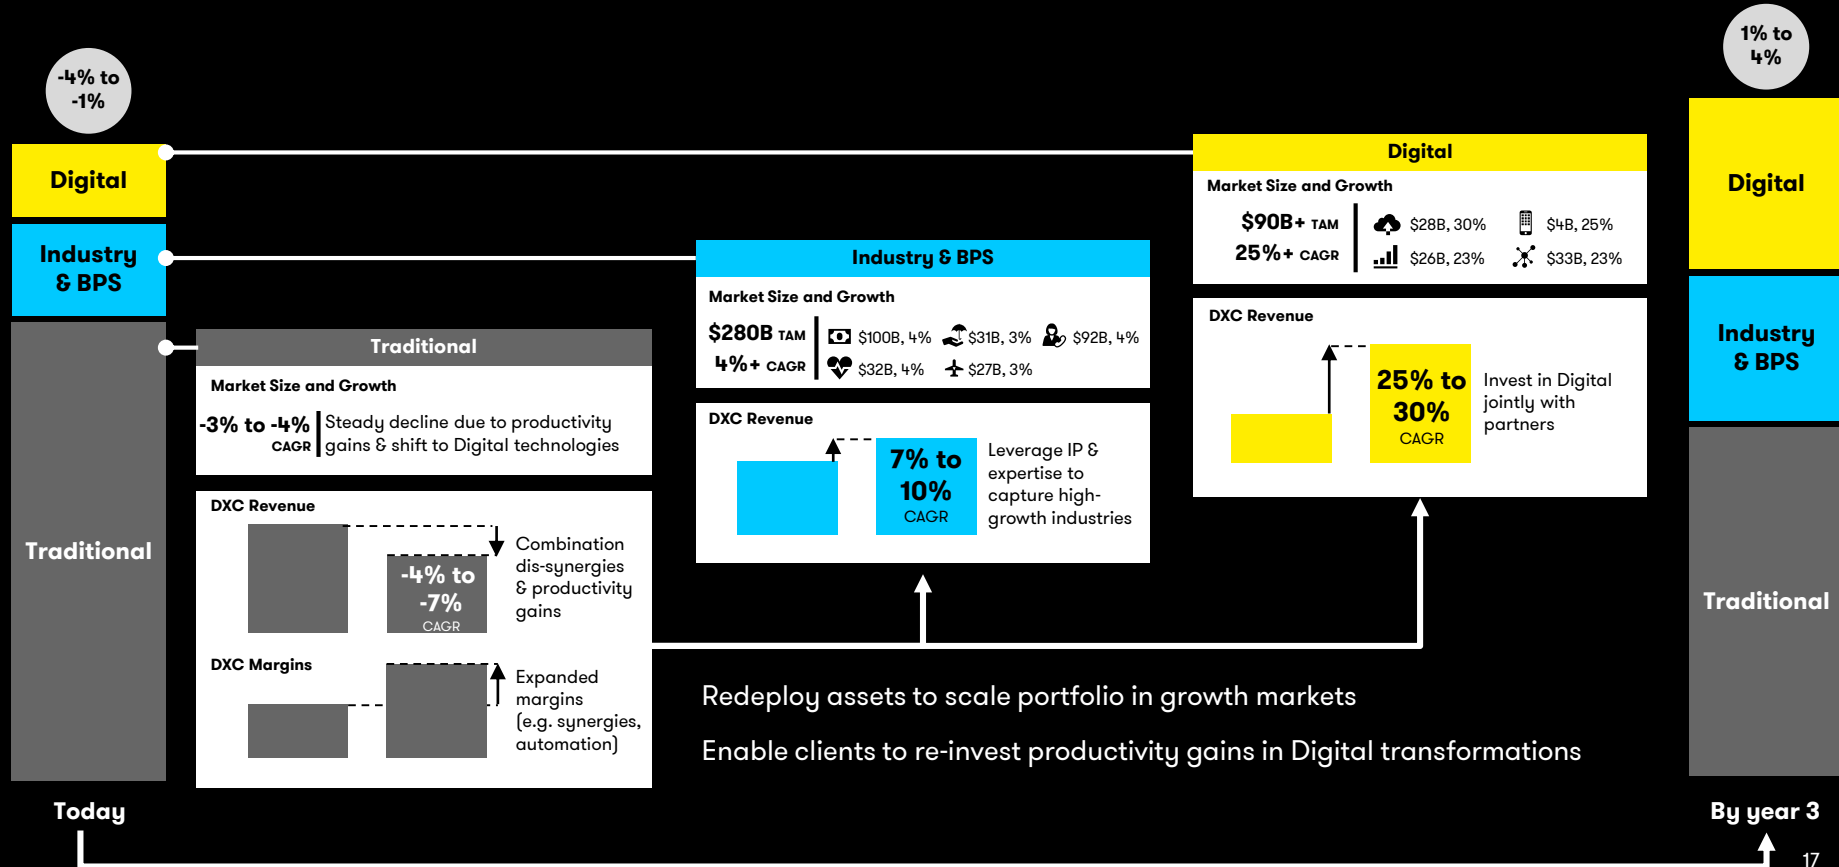 -4% to
-1%
Digital
Industry
& BPS
Traditional
Today
Traditional
Market Size and Growth
-3% to -4%
CAGR
Steady decline due to productivity
gains & shift to Digital technologies
DXC Revenue
-4% to
-7%
CAGR
Combination
dis-synergies
& productivity
gains
DXC Margins
Expanded
margins
(e.g. synergies,
automation)
Industry & BPS
Market Size and Growth
$280B TAM
4%+ CAGR
$100B, 4%
$31B, 3%
$92B, 4%
$32B, 4%
$27B, 3%
DXC Revenue
7% to
10%
CAGR
Leverage IP &
expertise to
capture high-
growth industries
Digital
Market Size and Growth
$90B+ TAM
25%+ CAGR
$28B, 30%
$4B, 25%
$26B, 23%
$33B, 23%
DXC Revenue
25% to
30%
CAGR
Invest in Digital
jointly with
partners
Redeploy assets to scale portfolio in growth markets
Enable clients to re-invest productivity gains in Digital transformations
1% to
4%
Digital
Industry
& BPS
Traditional
By year 3
17